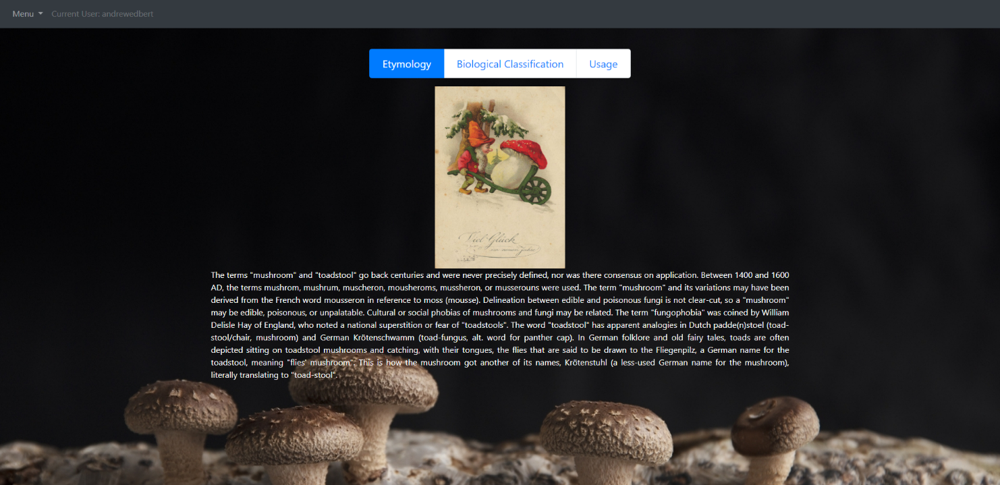 Menu Current User: andrewedbert
Etymology Biological Classification Usage
Viel Glück
im neuen Jahre
The terms "mushroom" and "toadstool" go back centuries and were never precisely defined, nor was there consensus on application. Between 1400 and 1600
AD, the terms mushrom, mushrum, muscheron, mousheroms, mussheron, or musserouns were used. The term "mushroom" and its variations may have been
derived from the French word mousseron in reference to moss (mousse). Delineation between edible and poisonous fungi is not clear-cut, so a "mushroom"
may be edible, poisonous, or unpalatable. Cultural or social phobias of mushrooms and fungi may be related. The term "fungophobia" was coined by William
Delisle Hay of England, who noted a national superstition or fear of "toadstools". The word "toadstool" has apparent analogies in Dutch padde(n)stoel (toad-
stool/chair, mushroom) and German Krötenschwamm (toad-fungus, alt. word for panther cap). In German folklore and old fairy tales, toads are often
depicted sitting on toadstool mushrooms and catching, with their tongues, the flies that are said to be drawn to the Fliegenpilz, a German name for the
toadstool, meaning "flies' mushroom". This is how the mushroom got another of its names, Krötenstuhl (a less-used German name for the mushroom),
literally translating to "toad-stool".